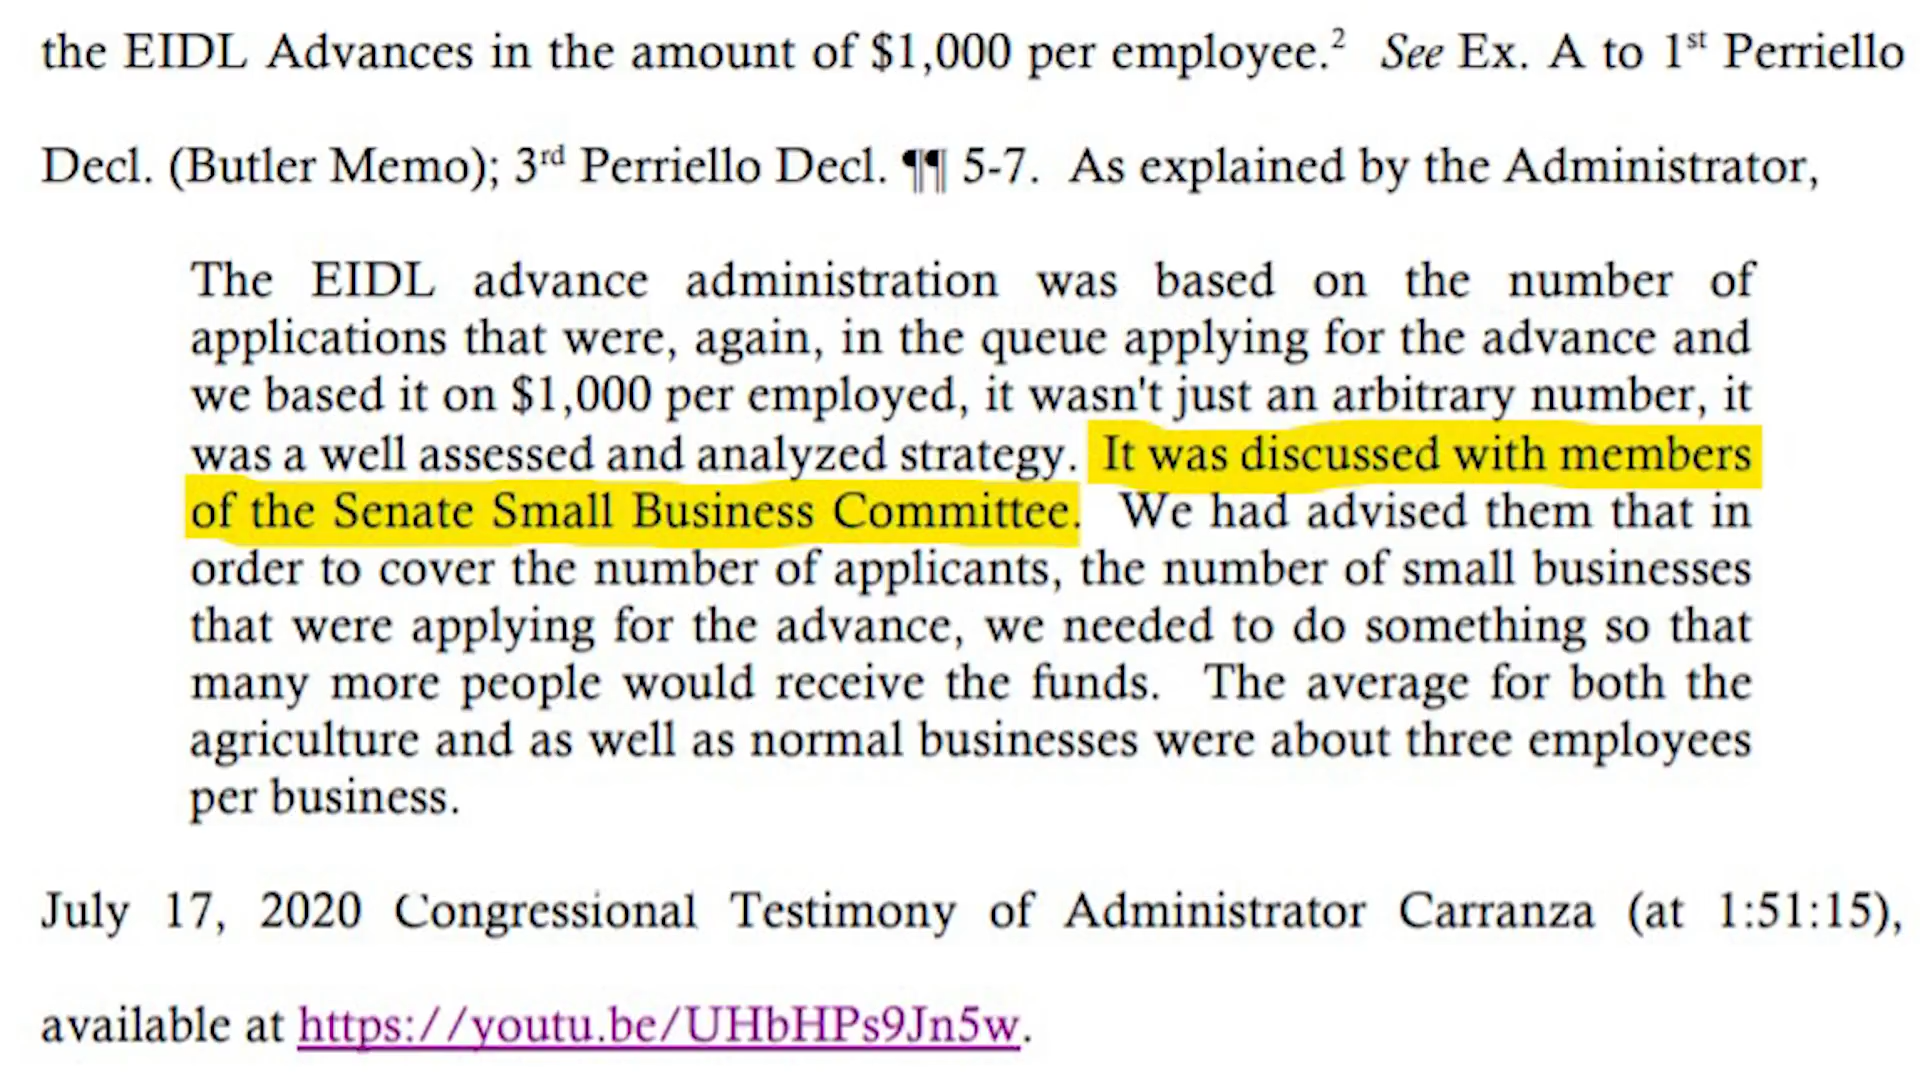 the EIDL Advances in the amount of $1,000 per employee.² See Ex. A to 1st Perriello
Decl. (Butler Memo); 3rd Perriello Decl. ¶¶ 5-7. As explained by the Administrator,
The EIDL advance administration was based on the number of
applications that were, again, in the queue applying for the advance and
we based it on $1,000 per employed, it wasn't just an arbitrary number, it
was a well assessed and analyzed strategy. It was discussed with members
of the Senate Small Business Committee. We had advised them that in
order to cover the number of applicants, the number of small businesses
that were applying for the advance, we needed to do something so that
many more people would receive the funds. The average for both the
agriculture and as well as normal businesses were about three employees
per business.
July 17, 2020 Congressional Testimony of Administrator Carranza (at 1:51:15),
available at https://youtu.be/UHbHPs9Jn5w.